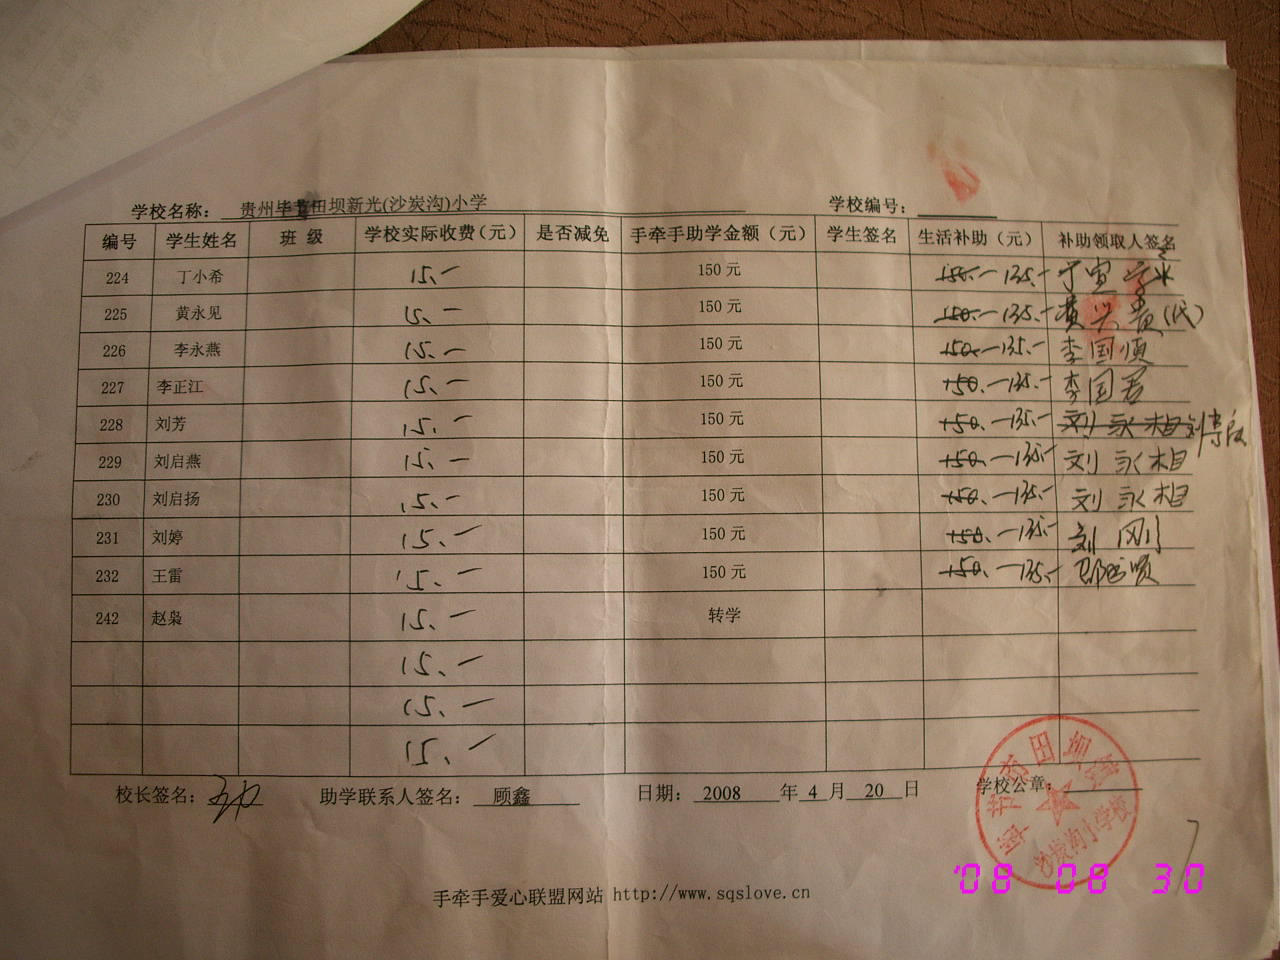 学校名称： 贵州毕节田坝新光(沙炭沟)小学 学校编号：
编号 学生姓名 班 级 学校实际收费（元） 是否减免 手牵手助学金额（元） 学生签名 生活补助（元） 补助领取人签名
224 丁小希 15.- 150元 150.- 135.-
225 黄永见 15.- 150元 150.- 135.- 黄兴贵(代)
226 李永燕 15.- 150元 150.- 135.- 李国顺
227 李正江 15.- 150元 150.- 135.- 李国君
228 刘芳 15.- 150元 150.- 135.- 刘永相
229 刘启燕 15.- 150元 150.- 135.- 刘永相
230 刘启扬 15.- 150元 150.- 135.- 刘永相
231 刘婷 15.- 150元 150.- 135.- 刘刚
232 王雷 15.- 150元 150.- 135.-
242 赵枭 15.- 转学
15.-
15.-
15.-
校长签名： 助学联系人签名： 顾鑫 日期： 2008 年 4 月 20 日 学校公章：
手牵手爱心联盟网站 http://www.sqslove.cn
'08 08 30